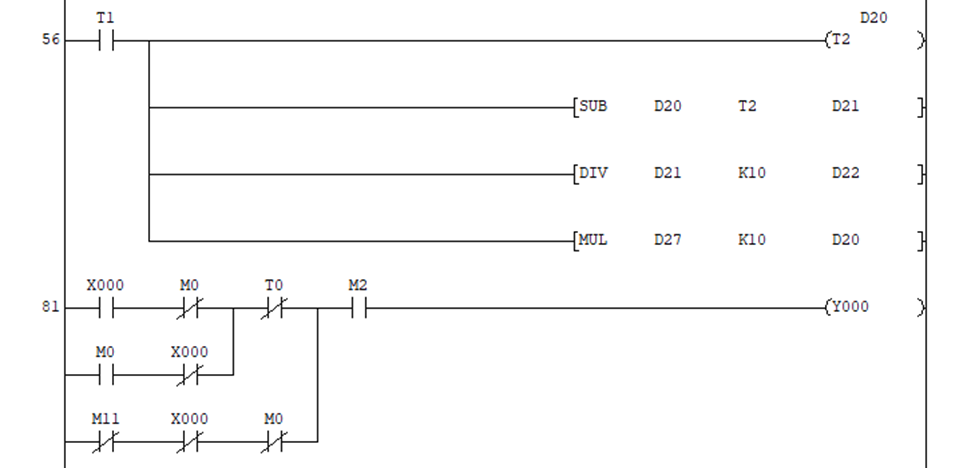 T1 D20
56 (T2 )
[SUB D20 T2 D21 ]
[DIV D21 K10 D22 ]
[MUL D27 K10 D20 ]
X000 M0 T0 M2
81 (Y000 )
M0 X000
M11 X000 M0